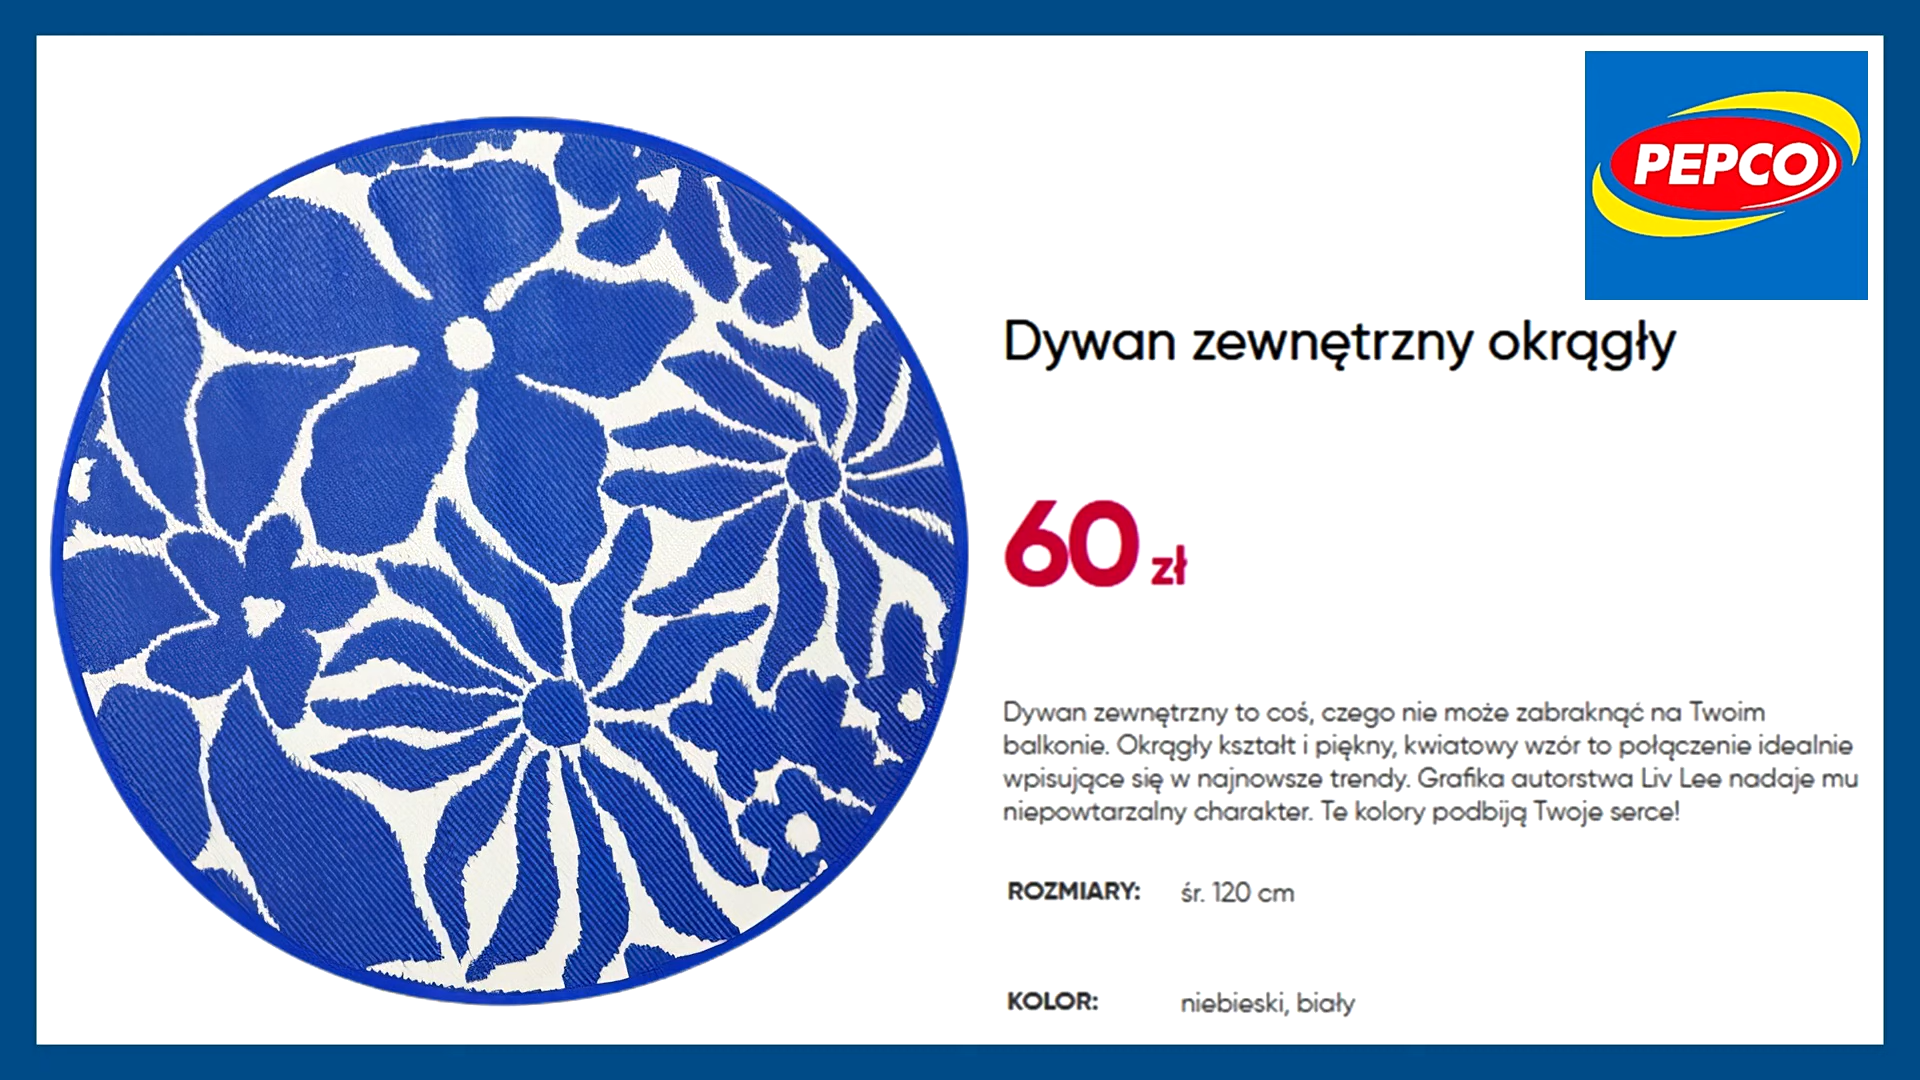 PEPCO
Dywan zewnętrzny okrągły
60 zł
Dywan zewnętrzny to coś, czego nie może zabraknąć na Twoim
balkonie. Okrągły kształt i piękny, kwiatowy wzór to połączenie idealnie
wpisujące się w najnowsze trendy. Grafika autorstwa Liv Lee nadaje mu
niepowtarzalny charakter. Te kolory podbiją Twoje serce!
ROZMIARY: śr. 120 cm
KOLOR: niebieski, biały